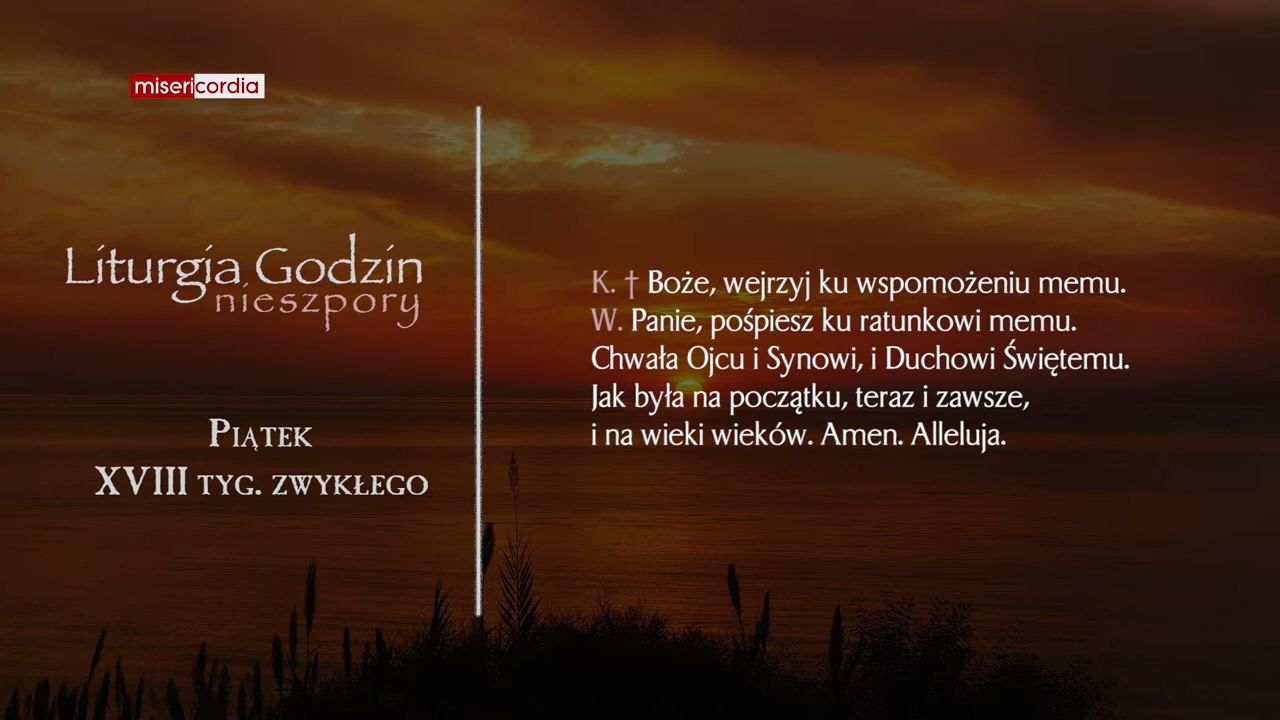 misericordia
Liturgia Godzin
nieszpory
Piątek
XVIII tyg. zwykłego
K. † Boże, wejrzyj ku wspomożeniu memu.
W. Panie, pośpiesz ku ratunkowi memu.
Chwała Ojcu i Synowi, i Duchowi Świętemu.
Jak była na początku, teraz i zawsze,
i na wieki wieków. Amen. Alleluja.